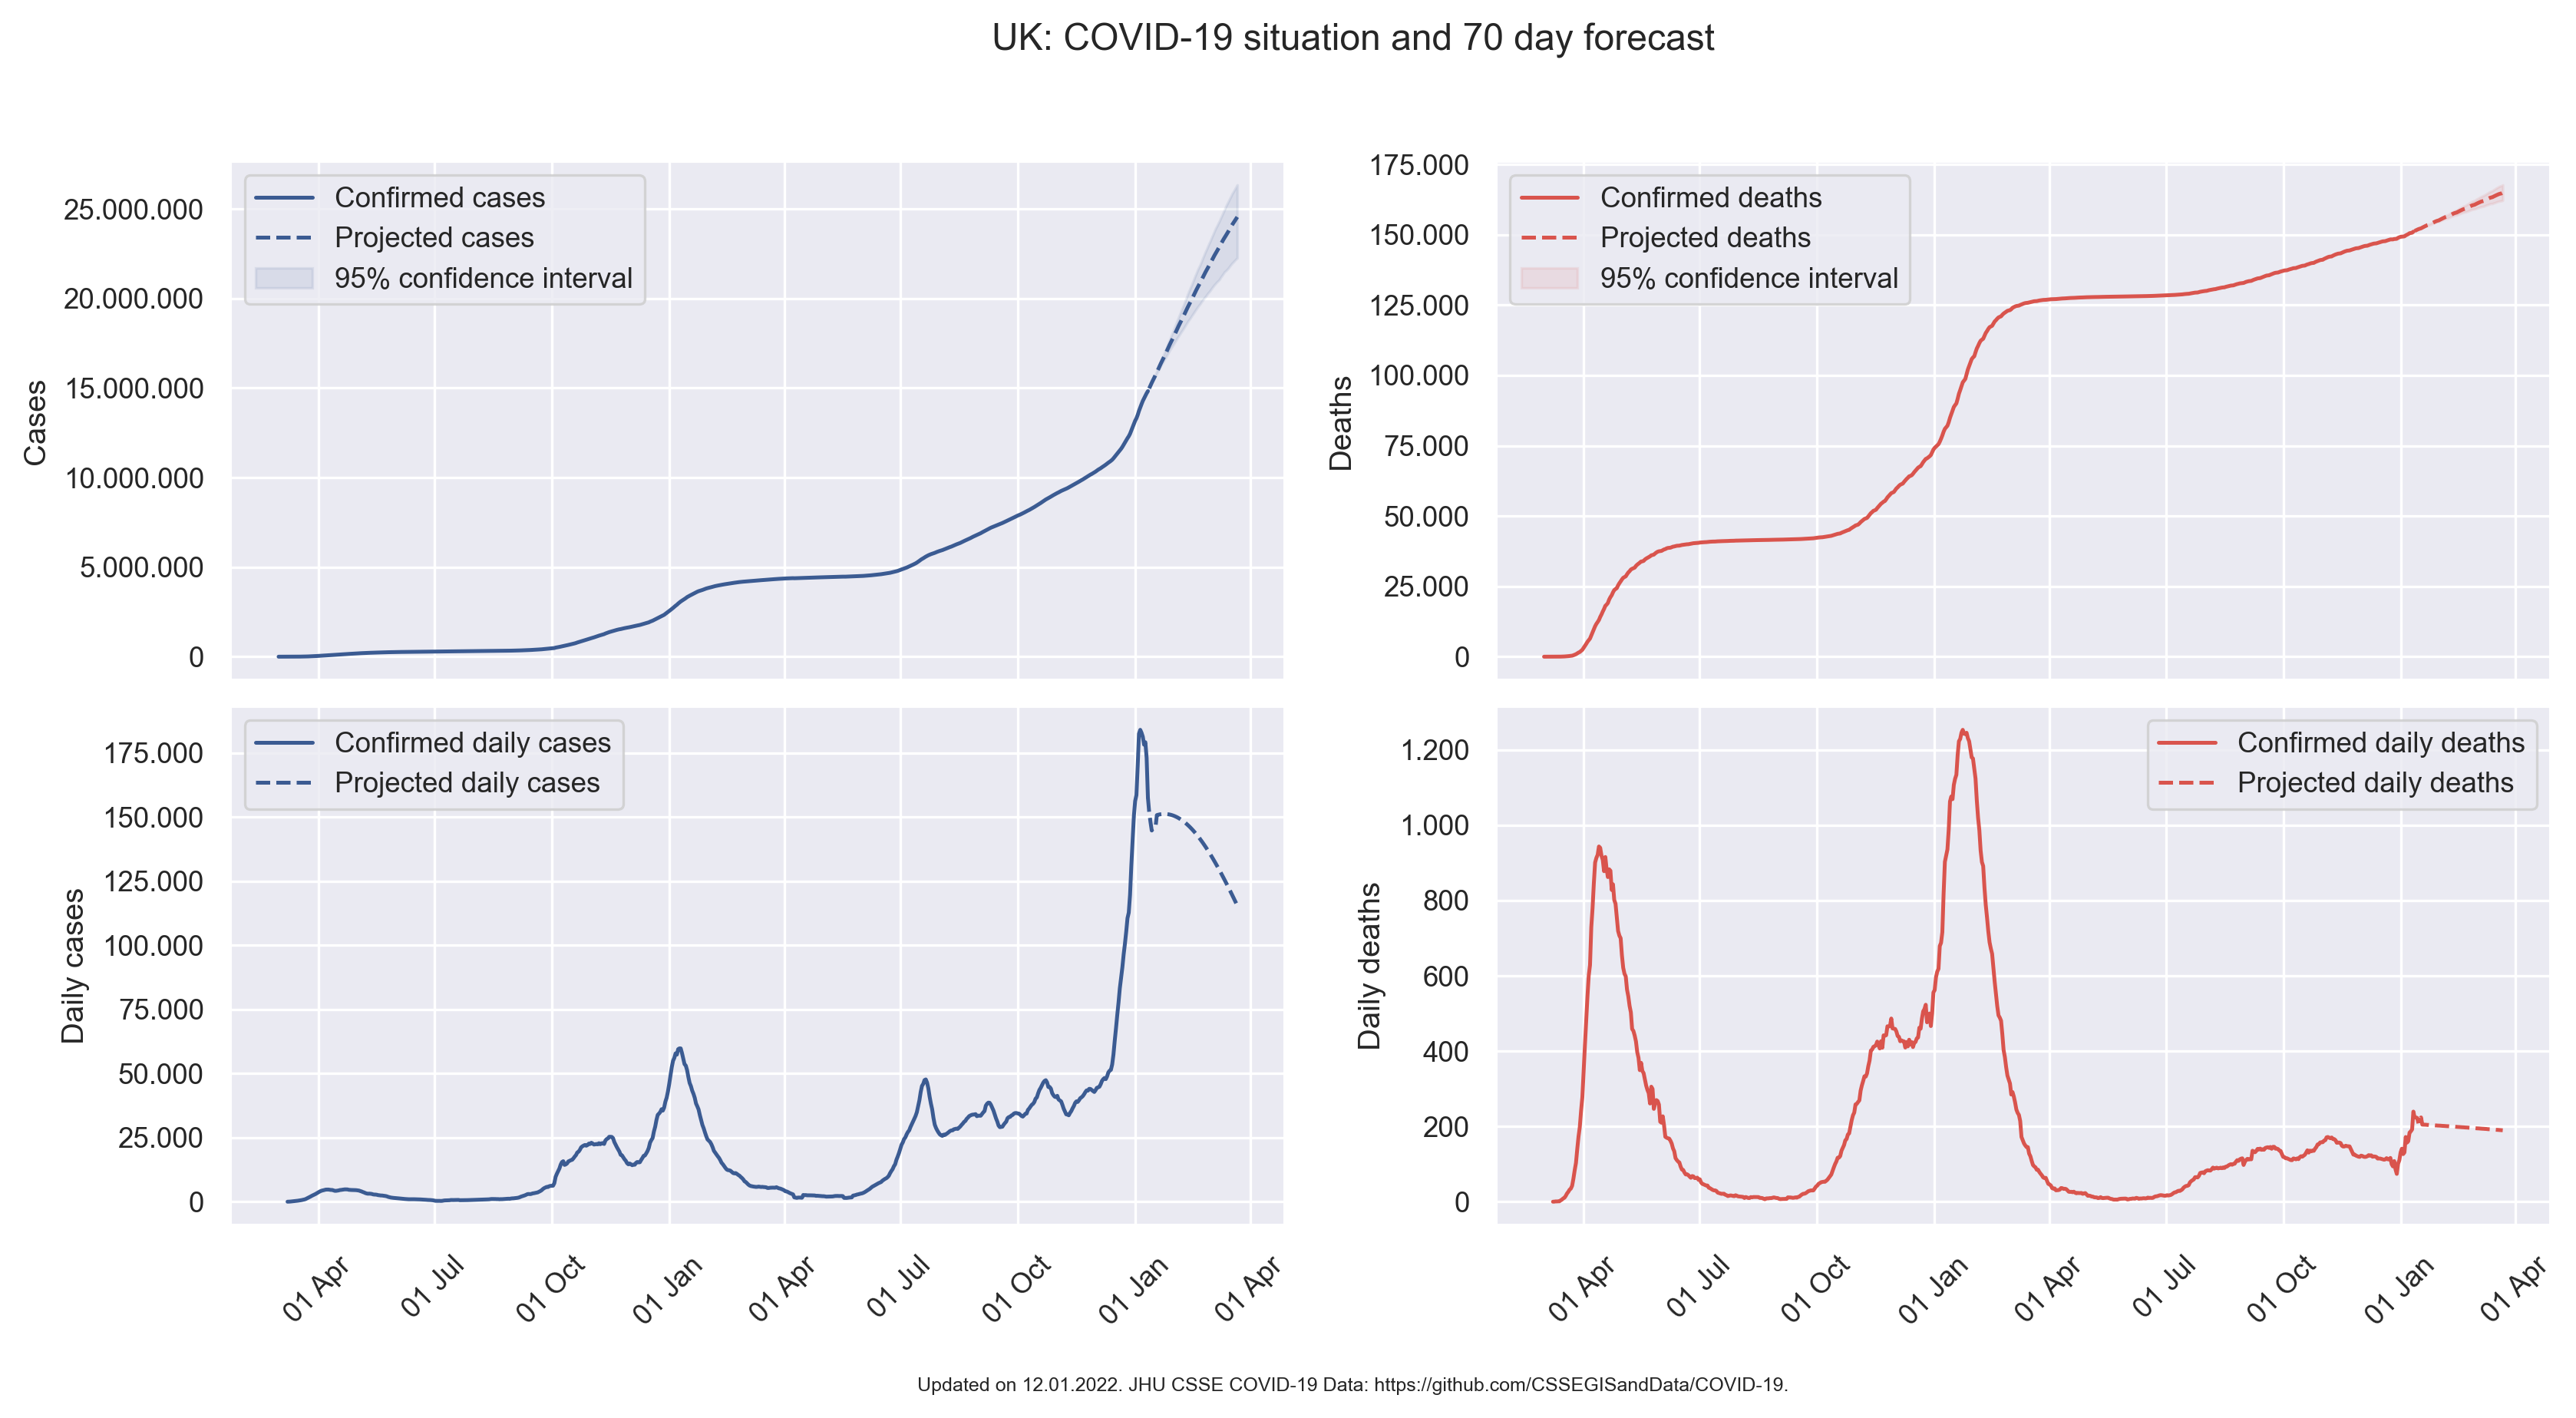 UK: COVID-19 situation and 70 day forecast
Cases
25.000.000
20.000.000
15.000.000
10.000.000
5.000.000
0
Confirmed cases
Projected cases
95% confidence interval
Deaths
175.000
150.000
125.000
100.000
75.000
50.000
25.000
0
Confirmed deaths
Projected deaths
95% confidence interval
Daily cases
175.000
150.000
125.000
100.000
75.000
50.000
25.000
0
Confirmed daily cases
Projected daily cases
01 Apr
01 Jul
01 Oct
01 Jan
01 Apr
01 Jul
01 Oct
01 Jan
01 Apr
Daily deaths
1.200
1.000
800
600
400
200
0
Confirmed daily deaths
Projected daily deaths
01 Apr
01 Jul
01 Oct
01 Jan
01 Apr
01 Jul
01 Oct
01 Jan
01 Apr
Updated on 12.01.2022. JHU CSSE COVID-19 Data: https://github.com/CSSEGISandData/COVID-19.